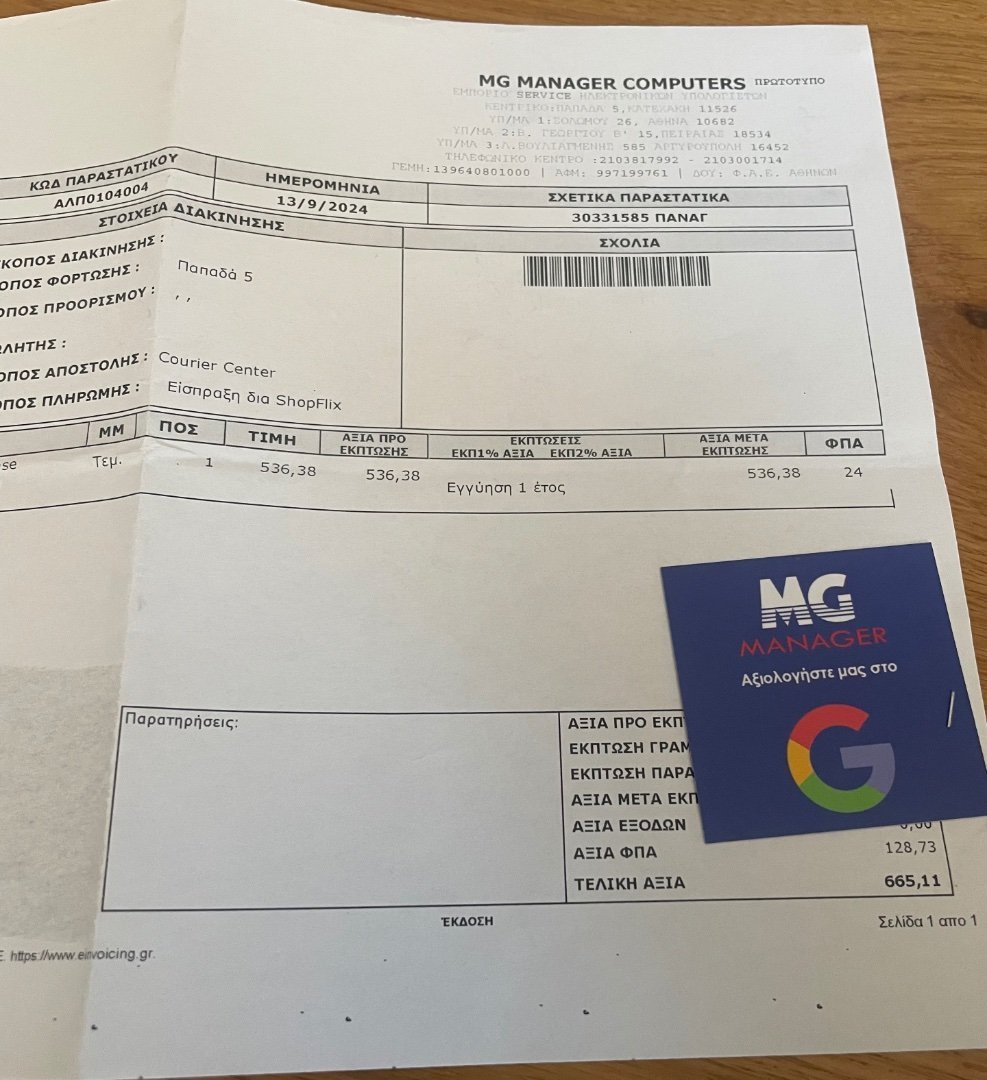 MG MANAGER COMPUTERS ΠΡΩΤΟΤΥΠΟ
ΕΜΠΟΡΙΟ SERVICE ΗΛΕΚΤΡΟΝΙΚΩΝ ΥΠΟΛΟΓΙΣΤΩΝ
ΚΕΝΤΡΙΚΟ:ΠΑΠΑΔΑ 5,ΚΑΤΕΧΑΚΗ 11526
ΥΠ/ΜΑ 1:ΣΟΛΩΜΟΥ 26, ΑΘΗΝΑ 10682
ΥΠ/ΜΑ 2:Β. ΓΕΩΡΓΙΟΥ Β' 15,ΠΕΙΡΑΙΑΣ 18534
ΥΠ/ΜΑ 3:Λ.ΒΟΥΛΙΑΓΜΕΝΗΣ 585 ΑΡΓΥΡΟΥΠΟΛΗ 16452
ΤΗΛΕΦΩΝΙΚΟ ΚΕΝΤΡΟ :2103817992 - 2103001714
ΓΕΜΗ:139640801000 | ΑΦΜ: 997199761 | ΔΟΥ: Φ.Α.Ε. ΑΘΗΝΩΝ
ΚΩΔ ΠΑΡΑΣΤΑΤΙΚΟΥ ΗΜΕΡΟΜΗΝΙΑ ΣΧΕΤΙΚΑ ΠΑΡΑΣΤΑΤΙΚΑ
ΑΛΠ0104004 13/9/2024 30331585 ΠΑΝΑΓ
ΣΤΟΙΧΕΙΑ ΔΙΑΚΙΝΗΣΗΣ ΣΧΟΛΙΑ
ΚΟΠΟΣ ΔΙΑΚΙΝΗΣΗΣ :
ΟΠΟΣ ΦΟΡΤΩΣΗΣ : Παπαδά 5
ΟΠΟΣ ΠΡΟΟΡΙΣΜΟΥ : , ,
ΩΛΗΤΗΣ :
ΟΠΟΣ ΑΠΟΣΤΟΛΗΣ : Courier Center
ΟΠΟΣ ΠΛΗΡΩΜΗΣ : Είσπραξη δια ShopFlix
ΜΜ ΠΟΣ ΤΙΜΗ ΑΞΙΑ ΠΡΟ ΕΚΠΤΩΣΗΣ ΕΚΠΤΩΣΕΙΣ ΕΚΠ1% ΑΞΙΑ ΕΚΠ2% ΑΞΙΑ ΑΞΙΑ ΜΕΤΑ ΕΚΠΤΩΣΗΣ ΦΠΑ
se Τεμ. 1 536,38 536,38 Εγγύηση 1 έτος 536,38 24
MG
MANAGER
Αξιολογήστε μας στο
G
Παρατηρήσεις:
ΑΞΙΑ ΠΡΟ ΕΚΠ
ΕΚΠΤΩΣΗ ΓΡΑΜ
ΕΚΠΤΩΣΗ ΠΑΡΑ
ΑΞΙΑ ΜΕΤΑ ΕΚΠ
ΑΞΙΑ ΕΞΟΔΩΝ 0,00
ΑΞΙΑ ΦΠΑ 128,73
ΤΕΛΙΚΗ ΑΞΙΑ 665,11
ΈΚΔΟΣΗ
Σελίδα 1 απο 1
Ε. https://www.einvoicing.gr.